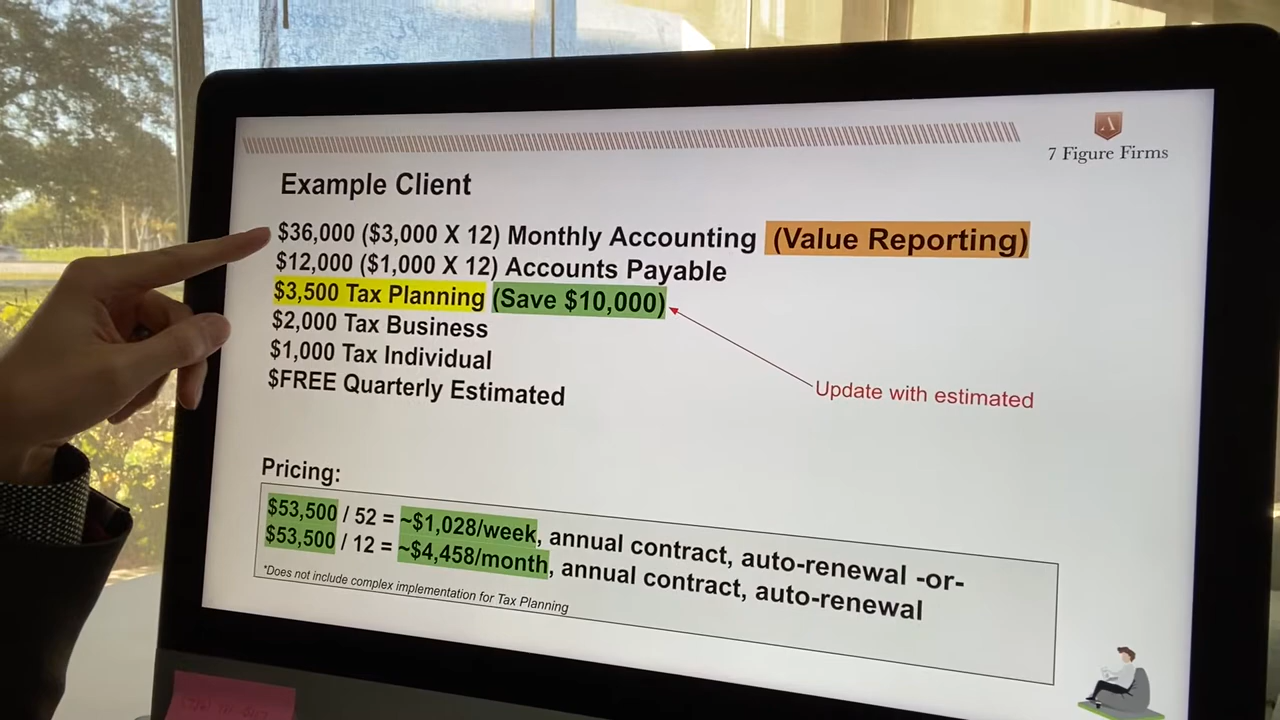 A
7 Figure Firms
Example Client
$36,000 ($3,000 X 12) Monthly Accounting (Value Reporting)
$12,000 ($1,000 X 12) Accounts Payable
$3,500 Tax Planning (Save $10,000)
$2,000 Tax Business
$1,000 Tax Individual
$FREE Quarterly Estimated
Update with estimated
Pricing:
$53,500 / 52 = ~$1,028/week, annual contract, auto-renewal -or-
$53,500 / 12 = ~$4,458/month, annual contract, auto-renewal
*Does not include complex implementation for Tax Planning